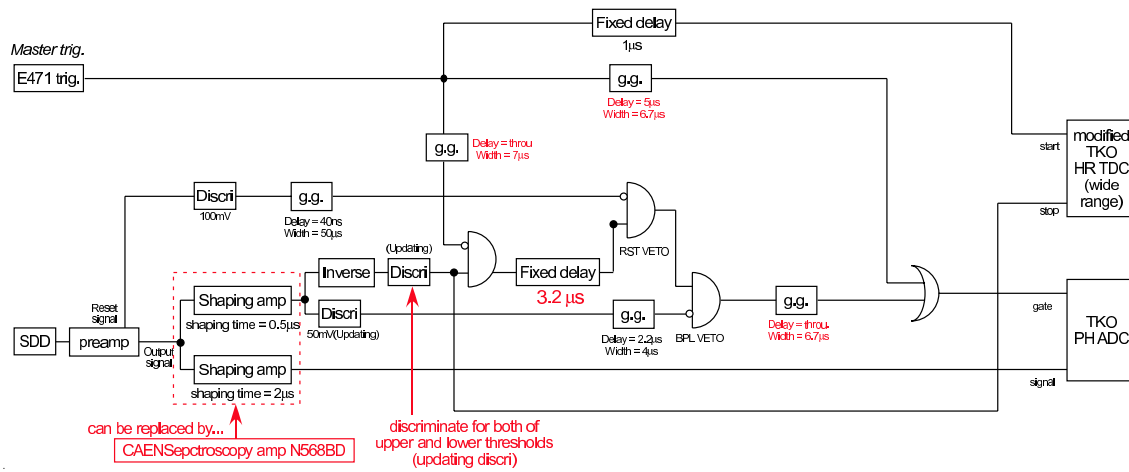 Fixed delay
1μs
Master trig.
E471 trig.
g.g.
Delay = 5μs
Width = 6.7μs
g.g.
Delay = throu
Width = 7μs
start
modified
TKO
HR TDC
(wide
range)
stop
Discri
100mV
g.g.
Delay = 40ns
Width = 50μs
RST VETO
(Updating)
Inverse
Discri
Fixed delay
3.2 μs
Reset
signal
Shaping amp
shaping time = 0.5μs
Discri
50mV(Updating)
g.g.
Delay = 2.2μs
Width = 4μs
BPL VETO
g.g.
Delay = throu.
Width = 6.7μs
gate
TKO
PH ADC
signal
SDD
preamp
Output
signal
Shaping amp
shaping time = 2μs
can be replaced by...
CAENSepctroscopy amp N568BD
discriminate for both of
upper and lower thresholds
(updating discri)